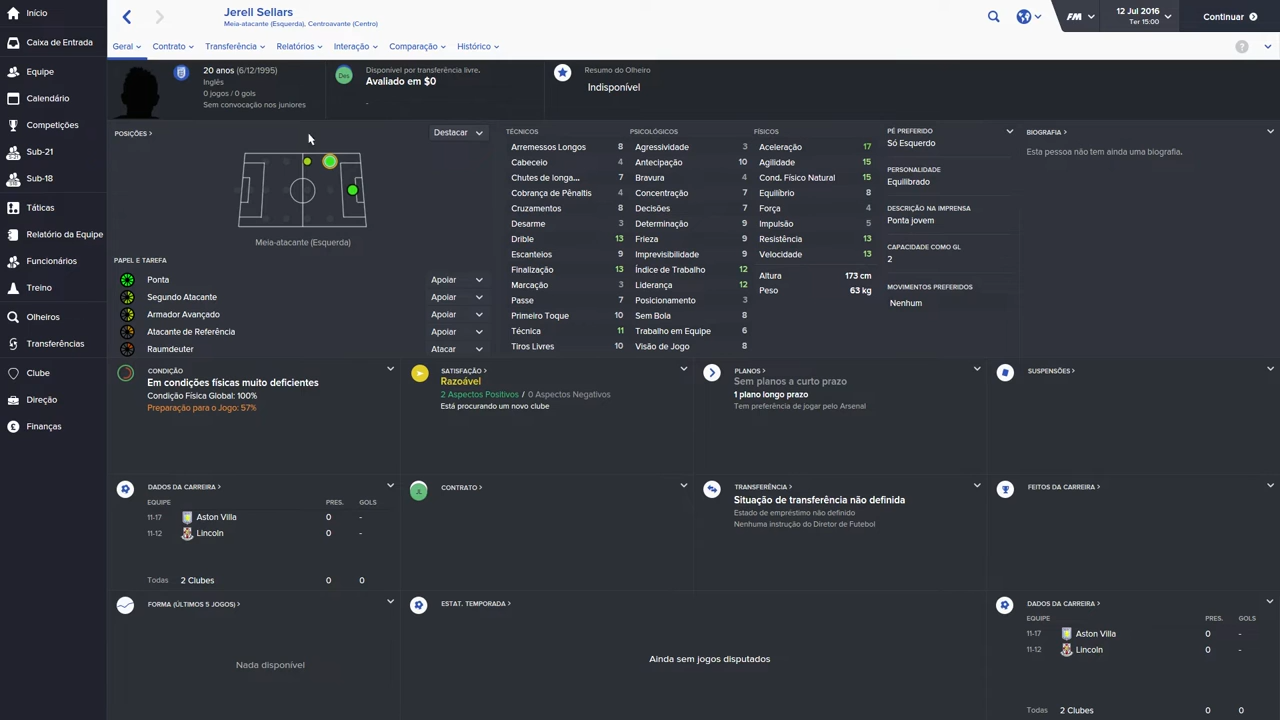 Início
Caixa de Entrada
Equipe
Calendário
Competições
S-21 Sub-21
S-18 Sub-18
Táticas
Relatório da Equipe
Funcionários
Treino
Olheiros
Transferências
Clube
Direção
Finanças
Jerell Sellars
Meia-atacante (Esquerda), Centroavante (Centro)
FM
12 Jul 2016
Ter 15:00
Continuar
Geral Contrato Transferência Relatórios Interação Comparação Histórico
?
20 anos (6/12/1995)
Inglês
0 jogos / 0 gols
Sem convocação nos juniores
Des
Disponível por transferência livre.
Avaliado em $0
-
Resumo do Olheiro
Indisponível
POSIÇÕES >
Destacar
Meia-atacante (Esquerda)
PAPEL E TAREFA
Ponta Apoiar
Segundo Atacante Apoiar
Armador Avançado Apoiar
Atacante de Referência Apoiar
Raumdeuter Atacar
TÉCNICOS
Arremessos Longos 8
Cabeceio 4
Chutes de longa... 7
Cobrança de Pênaltis 4
Cruzamentos 8
Desarme 3
Drible 13
Escanteios 9
Finalização 13
Marcação 3
Passe 7
Primeiro Toque 10
Técnica 11
Tiros Livres 10
PSICOLÓGICOS
Agressividade 3
Antecipação 10
Bravura 4
Concentração 7
Decisões 7
Determinação 9
Frieza 9
Imprevisibilidade 9
Índice de Trabalho 12
Liderança 12
Posicionamento 3
Sem Bola 8
Trabalho em Equipe 6
Visão de Jogo 8
FÍSICOS
Aceleração 17
Agilidade 15
Cond. Físico Natural 15
Equilíbrio 8
Força 4
Impulsão 5
Resistência 13
Velocidade 13
Altura 173 cm
Peso 63 kg
PÉ PREFERIDO
Só Esquerdo
PERSONALIDADE
Equilibrado
DESCRIÇÃO NA IMPRENSA
Ponta jovem
CAPACIDADE COMO GL
2
MOVIMENTOS PREFERIDOS
Nenhum
BIOGRAFIA >
Esta pessoa não tem ainda uma biografia.
CONDIÇÃO
Em condições físicas muito deficientes
Condição Física Global: 100%
Preparação para o Jogo: 57%
SATISFAÇÃO >
Razoável
2 Aspectos Positivos / 0 Aspectos Negativos
Está procurando um novo clube
PLANOS >
Sem planos a curto prazo
1 plano longo prazo
Tem preferência de jogar pelo Arsenal
SUSPENSÕES >
DADOS DA CARREIRA >
EQUIPE PRES. GOLS
11-17 Aston Villa 0 -
11-12 Lincoln 0 -
Todas 2 Clubes 0 0
CONTRATO >
TRANSFERÊNCIA >
Situação de transferência não definida
Estado de empréstimo não definido
Nenhuma instrução do Diretor de Futebol
FEITOS DA CARREIRA >
FORMA (ÚLTIMOS 5 JOGOS) >
Nada disponível
ESTAT. TEMPORADA >
Ainda sem jogos disputados
DADOS DA CARREIRA >
EQUIPE PRES. GOLS
11-17 Aston Villa 0 -
11-12 Lincoln 0 -
Todas 2 Clubes 0 0